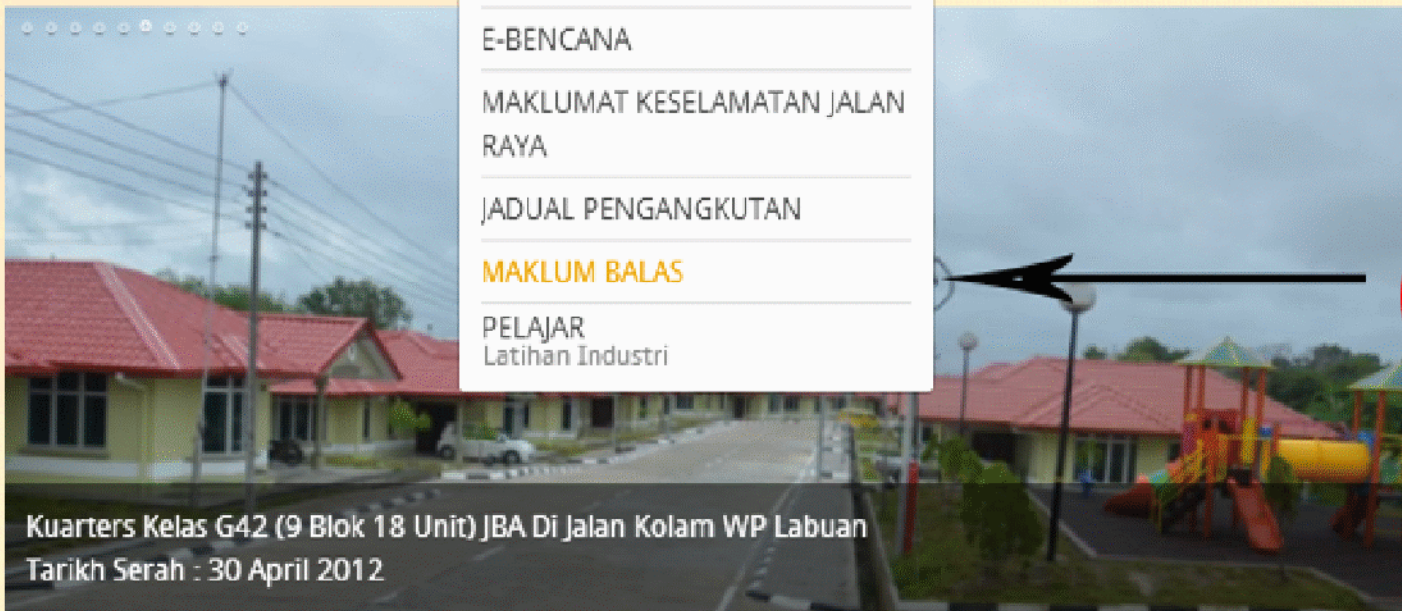 E-BENCANA
MAKLUMAT KESELAMATAN JALAN
RAYA
JADUAL PENGANGKUTAN
MAKLUM BALAS
PELAJAR
Latihan Industri
Kuarters Kelas G42 (9 Blok 18 Unit) JBA Di Jalan Kolam WP Labuan
Tarikh Serah : 30 April 2012